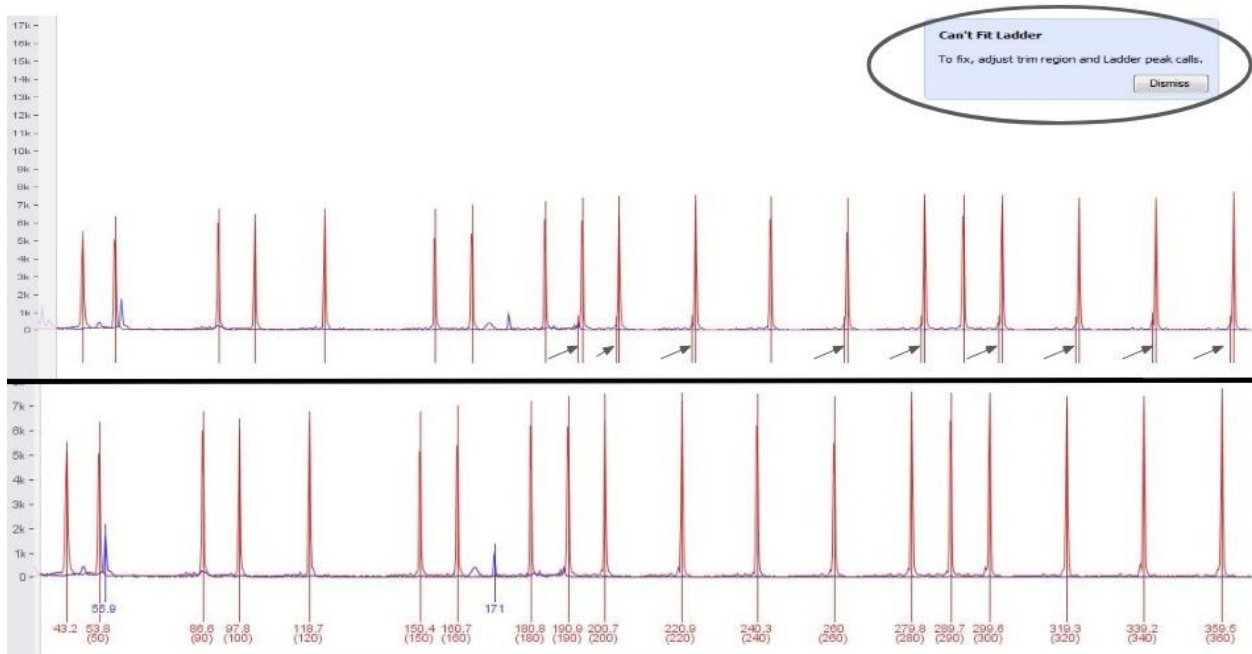 17k
16k
15k
14k
13k
12k
11k
10k
9k
8k
7k
6k
5k
4k
3k
2k
1k
0
Can't Fit Ladder
To fix, adjust trim region and Ladder peak calls.
Dismiss
7k
6k
5k
4k
3k
2k
1k
0
55.9 171
43.2 53.8 86.6 97.8 118.7 150.4 160.7 180.8 190.9 200.7 220.9 240.3 260 279.8 289.7 299.6 319.3 339.2 359.5
(50) (90) (100) (120) (150) (160) (180) (190) (200) (220) (240) (260) (280) (290) (300) (320) (340) (360)